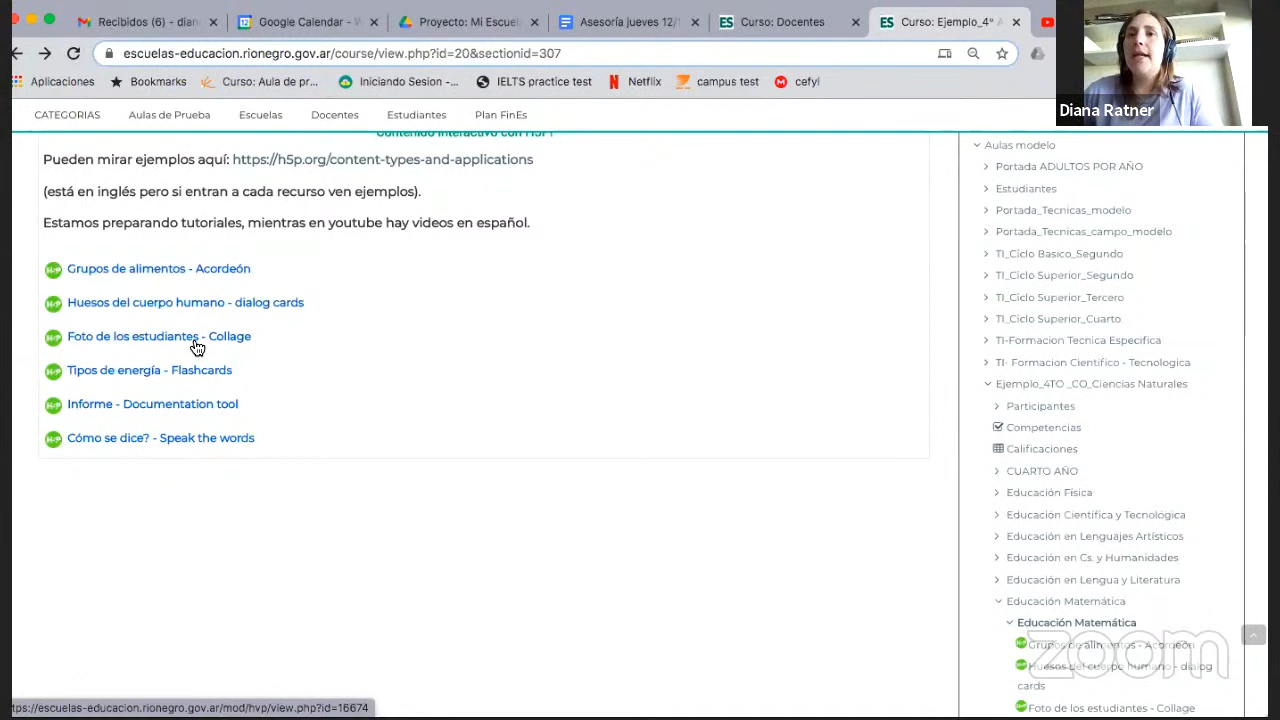 Recibidos (6) - dian
Google Calendar - W
Proyecto: Mi Escuel
Asesoría jueves 12/1
Curso: Docentes
Curso: Ejemplo_4° A
escuelas-educacion.rionegro.gov.ar/course/view.php?id=20&sectionid=307
Aplicaciones
Bookmarks
Curso: Aula de pr...
Iniciando Sesion -...
IELTS practice test
Netflix
campus test
cefyl
Diana Ratner
CATEGORIAS
Aulas de Prueba
Escuelas
Docentes
Estudiantes
Plan FinEs
Contenido interactivo con H5P!
Pueden mirar ejemplos aquí: https://h5p.org/content-types-and-applications
(está en inglés pero si entran a cada recurso ven ejemplos).
Estamos preparando tutoriales, mientras en youtube hay videos en español.
H-P Grupos de alimentos - Acordeón
H-P Huesos del cuerpo humano - dialog cards
H-P Foto de los estudiantes - Collage
H-P Tipos de energía - Flashcards
H-P Informe - Documentation tool
H-P Cómo se dice? - Speak the words
Aulas modelo
Portada ADULTOS POR AÑO
Estudiantes
Portada_Tecnicas_modelo
Portada_Tecnicas_campo_modelo
TI_Ciclo Basico_Segundo
TI_Ciclo Superior_Segundo
TI_Ciclo Superior_Tercero
TI_Ciclo Superior_Cuarto
TI-Formacion Tecnica Especifica
TI- Formacion Cientifico - Tecnologica
Ejemplo_4TO _CO_Ciencias Naturales
Participantes
Competencias
Calificaciones
CUARTO AÑO
Educación Física
Educación Científica y Tecnológica
Educación en Lenguajes Artísticos
Educación en Cs. y Humanidades
Educación en Lengua y Literatura
Educación Matemática
Educación Matemática
Grupos de alimentos - Acordeón
Huesos del cuerpo humano - dialog
cards
Foto de los estudiantes - Collage
zoom
tps://escuelas-educacion.rionegro.gov.ar/mod/hvp/view.php?id=16674